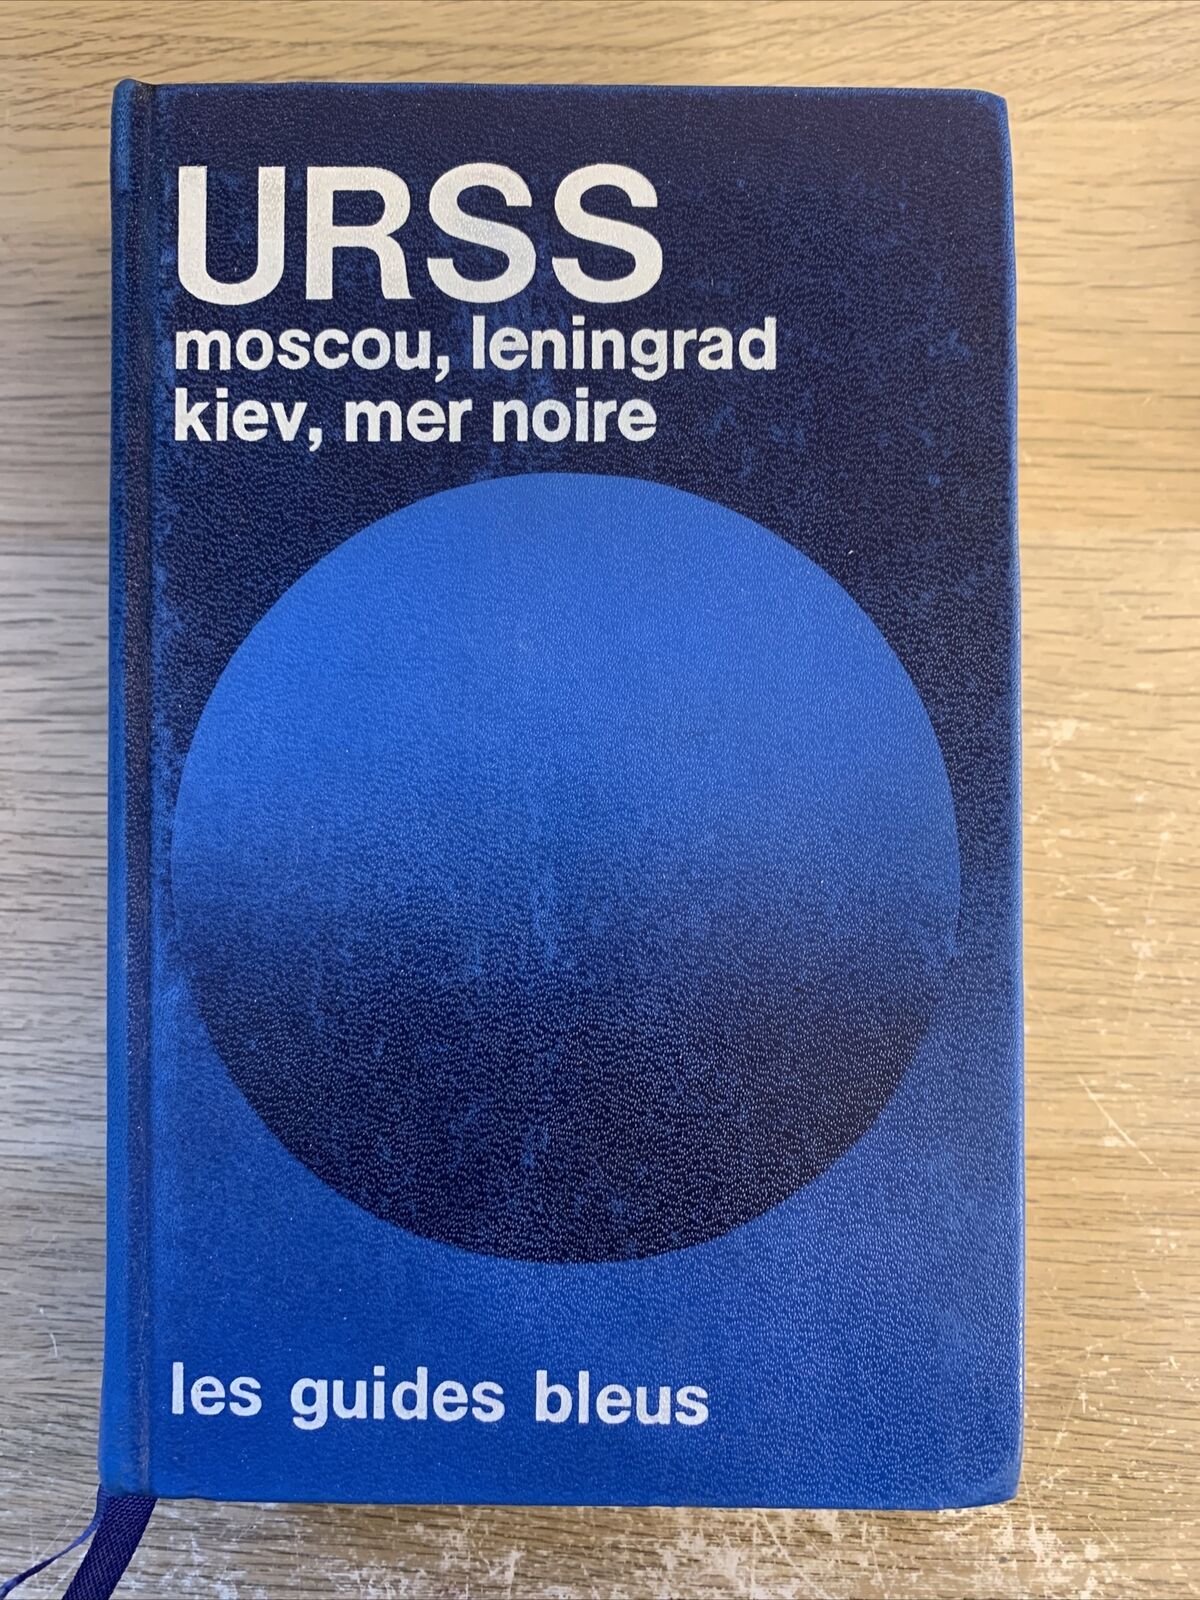 URSS
moscou, leningrad
kiev, mer noire
les guides bleus